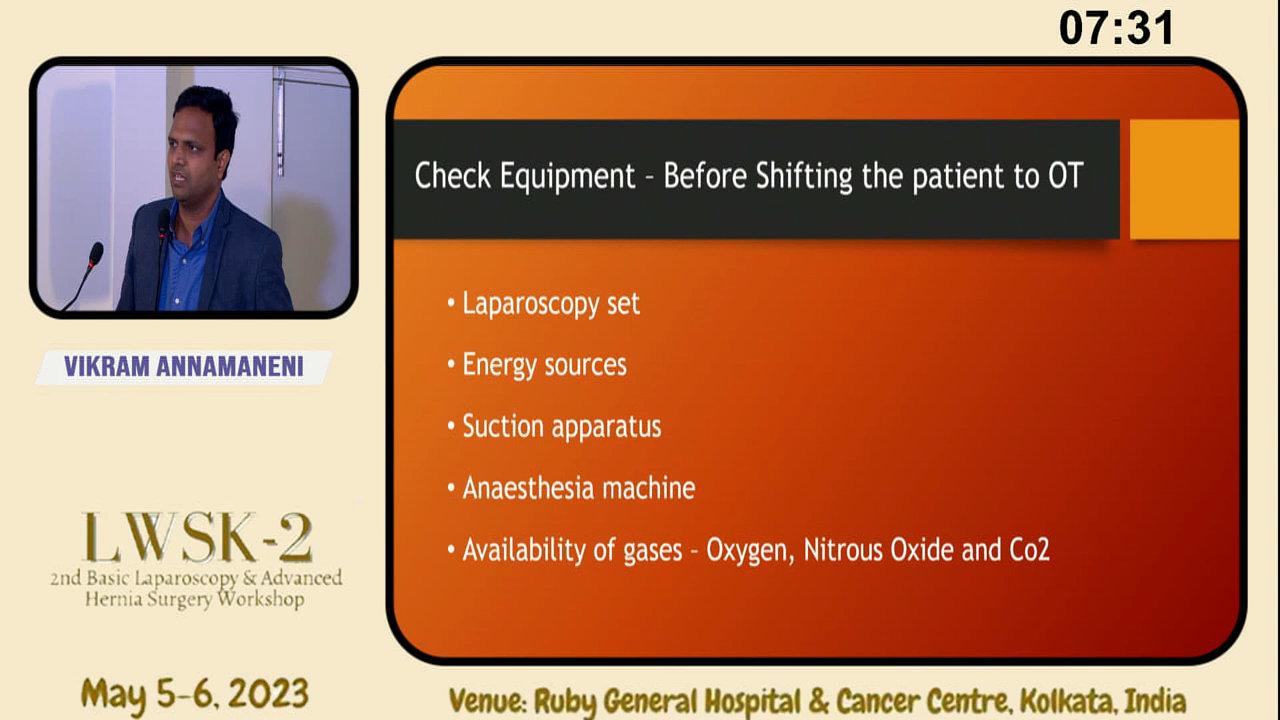 07:31
Check Equipment – Before Shifting the patient to OT
• Laparoscopy set
• Energy sources
• Suction apparatus
• Anaesthesia machine
• Availability of gases – Oxygen, Nitrous Oxide and Co2
VIKRAM ANNAMANENI
LWSK-2
2nd Basic Laparoscopy & Advanced
Hernia Surgery Workshop
May 5-6, 2023
Venue: Ruby General Hospital & Cancer Centre, Kolkata, India